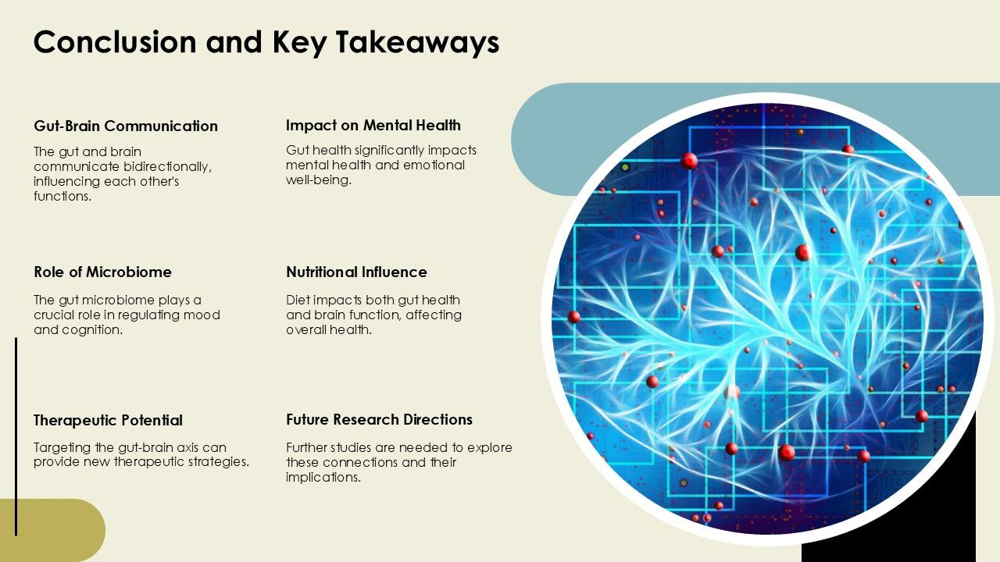 Conclusion and Key Takeaways
Gut-Brain Communication
The gut and brain
communicate bidirectionally,
influencing each other's
functions.
Impact on Mental Health
Gut health significantly impacts
mental health and emotional
well-being.
Role of Microbiome
The gut microbiome plays a
crucial role in regulating mood
and cognition.
Nutritional Influence
Diet impacts both gut health
and brain function, affecting
overall health.
Therapeutic Potential
Targeting the gut-brain axis can
provide new therapeutic strategies.
Future Research Directions
Further studies are needed to explore
these connections and their
implications.